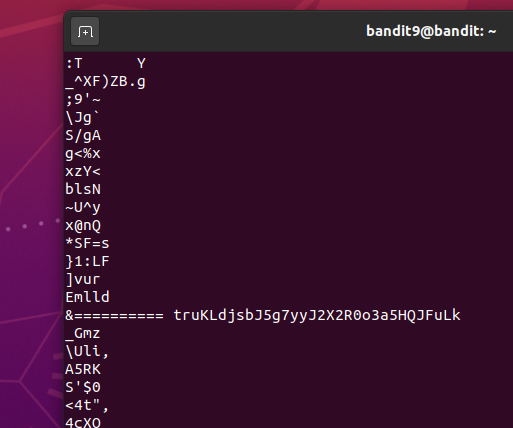 bandit9@bandit: ~
:T      Y
_^XF)ZB.g
;9'~
\Jg`
S/gA
g<%x
xzY<
blsN
~U^y
x@nQ
*SF=s
}1:LF
]vur
Emlld
&========== truKLdjsbJ5g7yyJ2X2R0o3a5HQJFuLk
_Gmz
\Uli,
A5RK
S'$0
<4t",
4cXQ